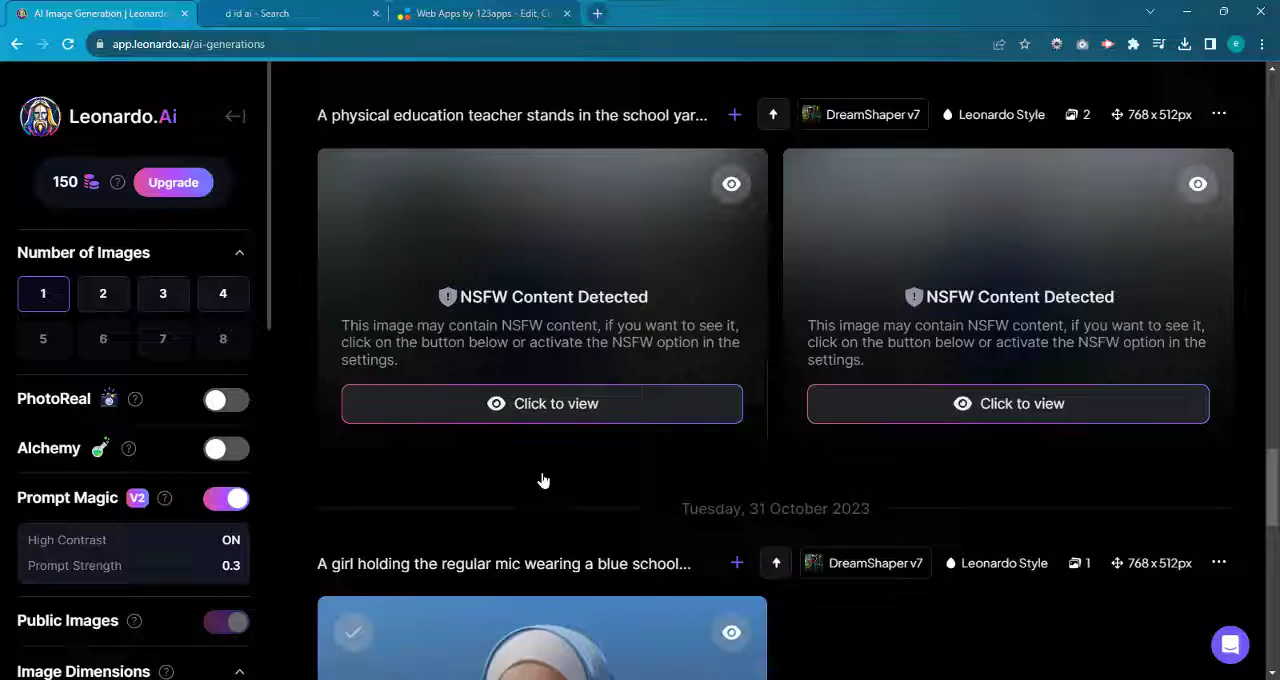 AI Image Generation | Leonardo
d id ai - Search
Web Apps by 123apps - Edit, Co
app.leonardo.ai/ai-generations
e
Leonardo.Ai
150
Upgrade
Number of Images
1 2 3 4
5 6 7 8
PhotoReal
Alchemy
Prompt Magic V2
High Contrast ON
Prompt Strength 0.3
Public Images
Image Dimensions
A physical education teacher stands in the school yar... DreamShaper v7 Leonardo Style 2 768 x 512px
NSFW Content Detected
This image may contain NSFW content, if you want to see it,
click on the button below or activate the NSFW option in the
settings.
Click to view
NSFW Content Detected
This image may contain NSFW content, if you want to see it,
click on the button below or activate the NSFW option in the
settings.
Click to view
Tuesday, 31 October 2023
A girl holding the regular mic wearing a blue school... DreamShaper v7 Leonardo Style 1 768 x 512px